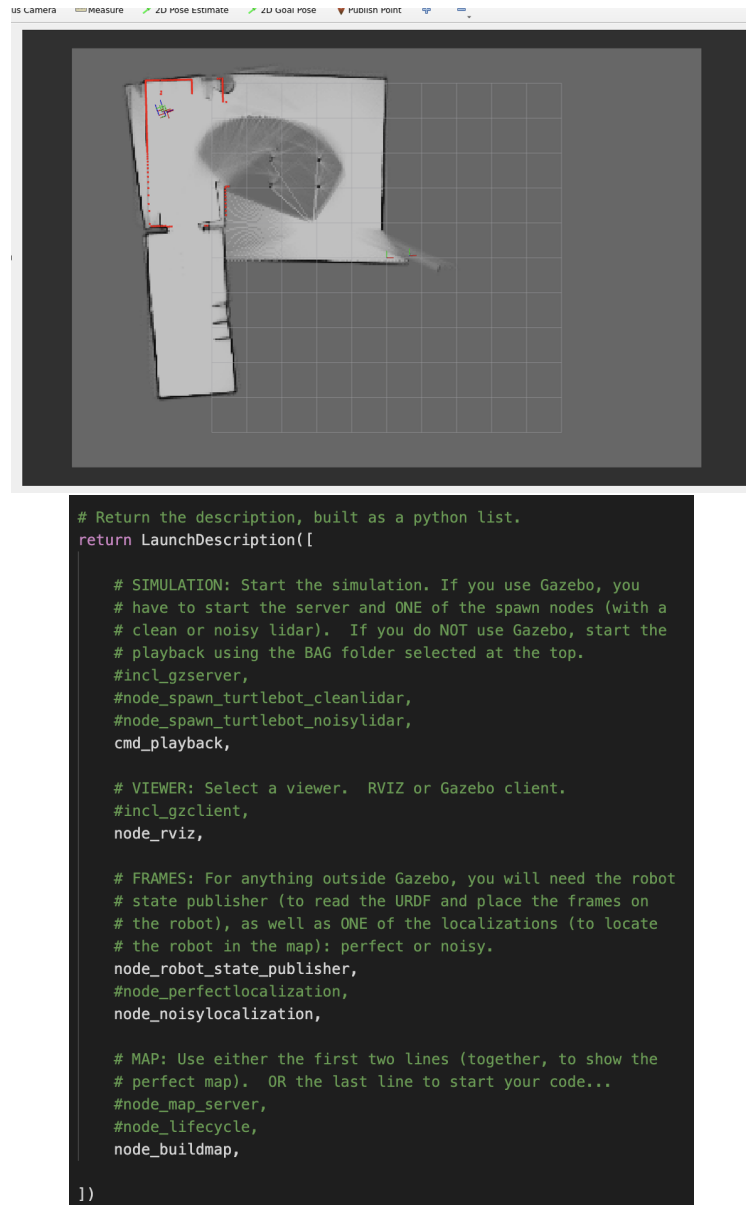 us Camera Measure 2D Pose Estimate 2D Goal Pose Publish Point
# Return the description, built as a python list.
return LaunchDescription([
# SIMULATION: Start the simulation. If you use Gazebo, you
# have to start the server and ONE of the spawn nodes (with a
# clean or noisy lidar).  If you do NOT use Gazebo, start the
# playback using the BAG folder selected at the top.
#incl_gzserver,
#node_spawn_turtlebot_cleanlidar,
#node_spawn_turtlebot_noisylidar,
cmd_playback,
# VIEWER: Select a viewer.  RVIZ or Gazebo client.
#incl_gzclient,
node_rviz,
# FRAMES: For anything outside Gazebo, you will need the robot
# state publisher (to read the URDF and place the frames on
# the robot), as well as ONE of the localizations (to locate
# the robot in the map): perfect or noisy.
node_robot_state_publisher,
#node_perfectlocalization,
node_noisylocalization,
# MAP: Use either the first two lines (together, to show the
# perfect map).  OR the last line to start your code...
#node_map_server,
#node_lifecycle,
node_buildmap,
])